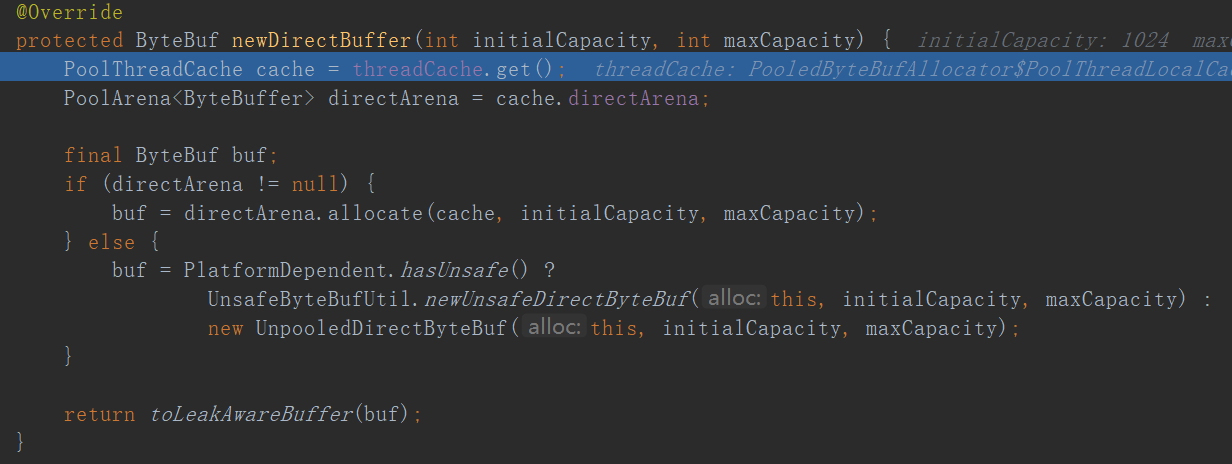 @Override
protected ByteBuf newDirectBuffer(int initialCapacity, int maxCapacity) { initialCapacity: 1024
PoolThreadCache cache = threadCache.get(); threadCache: PooledByteBufAllocator$PoolThreadLocalCa
PoolArena<ByteBuffer> directArena = cache.directArena;
final ByteBuf buf;
if (directArena != null) {
buf = directArena.allocate(cache, initialCapacity, maxCapacity);
} else {
buf = PlatformDependent.hasUnsafe() ?
UnsafeByteBufUtil.newUnsafeDirectByteBuf( alloc: this, initialCapacity, maxCapacity) :
new UnpooledDirectByteBuf( alloc: this, initialCapacity, maxCapacity);
}
return toLeakAwareBuffer(buf);
}